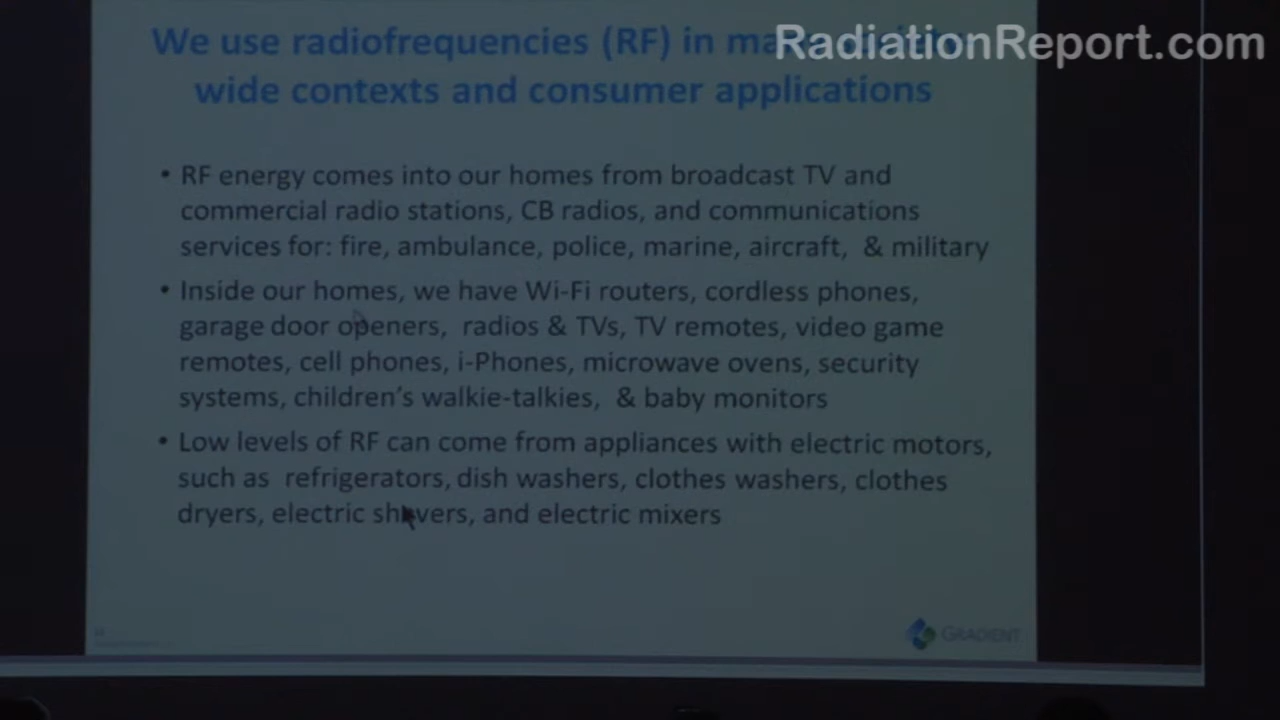 RadiationReport.com
We use radiofrequencies (RF) in
wide contexts and consumer applications
• RF energy comes into our homes from broadcast TV and
commercial radio stations, CB radios, and communications
services for: fire, ambulance, police, marine, aircraft, & military
• Inside our homes, we have Wi-Fi routers, cordless phones,
garage door openers, radios & TVs, TV remotes, video game
remotes, cell phones, i-Phones, microwave ovens, security
systems, children's walkie-talkies, & baby monitors
• Low levels of RF can come from appliances with electric motors,
such as refrigerators, dish washers, clothes washers, clothes
dryers, electric shavers, and electric mixers
GRADIENT